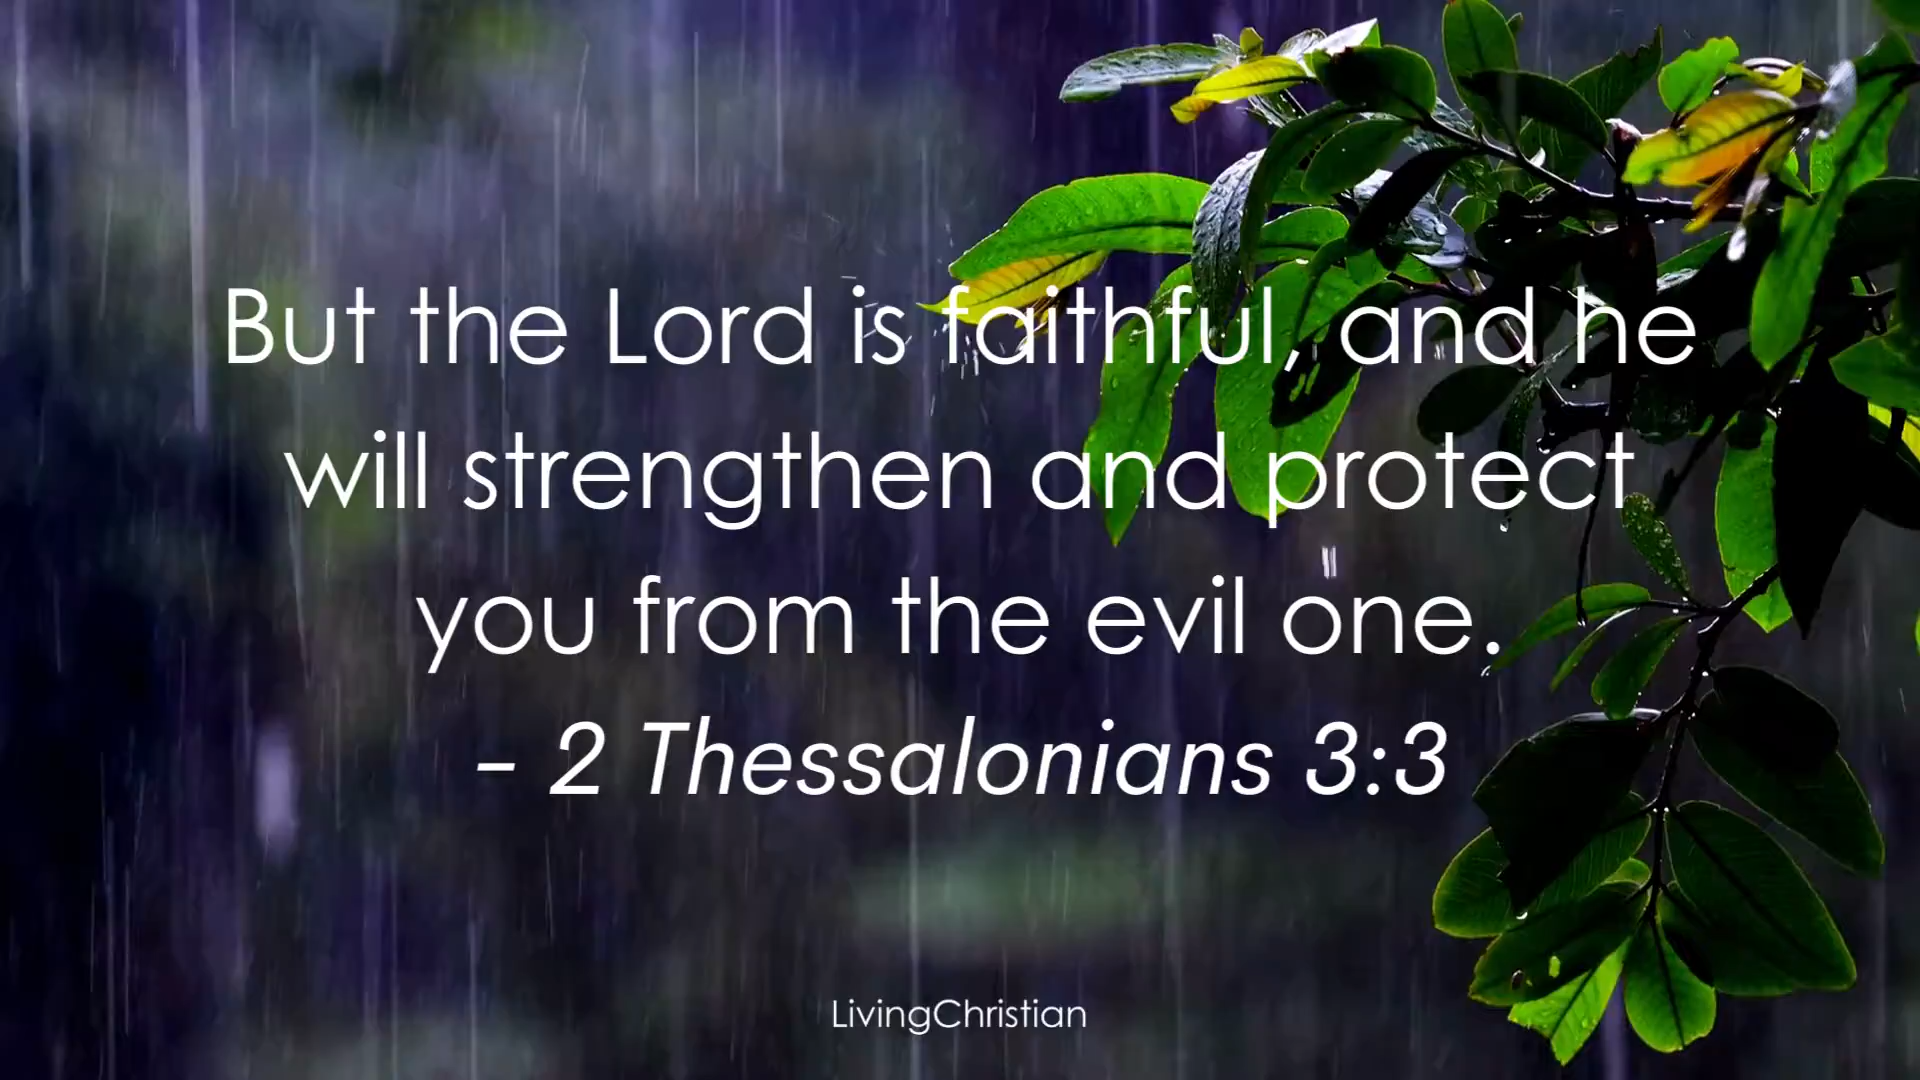 But the Lord is faithful, and he
will strengthen and protect
you from the evil one.
– 2 Thessalonians 3:3
LivingChristian